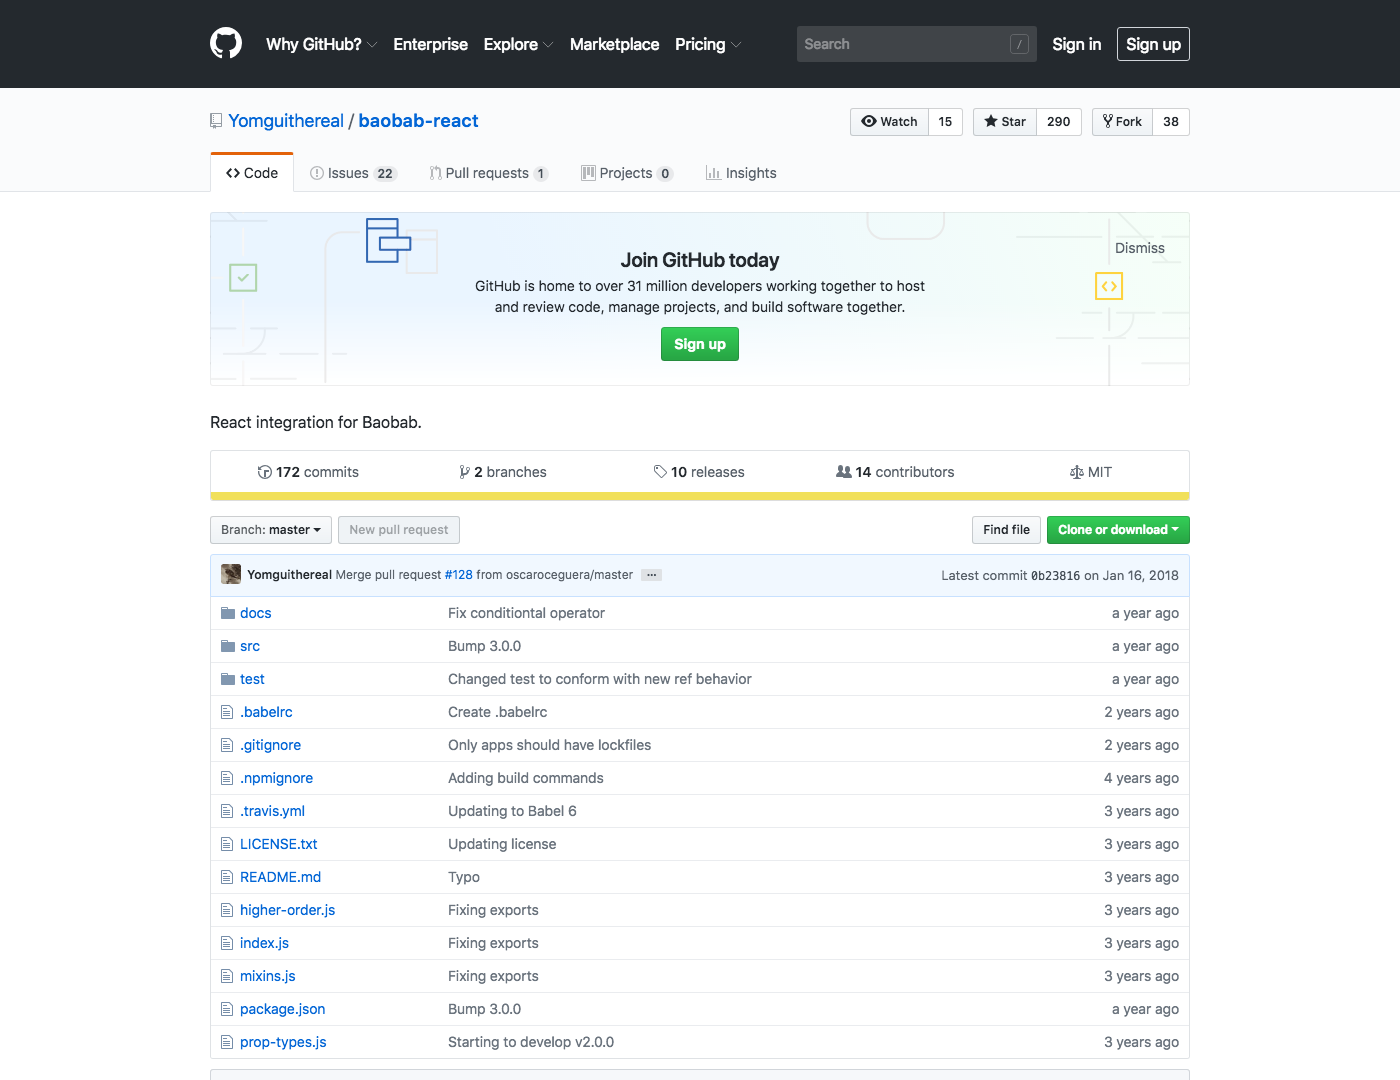 Why GitHub? Enterprise Explore Marketplace Pricing Search / Sign in Sign up
Yomguithereal / baobab-react Watch 15 Star 290 Fork 38
Code Issues 22 Pull requests 1 Projects 0 Insights
Dismiss
Join GitHub today
GitHub is home to over 31 million developers working together to host
and review code, manage projects, and build software together.
Sign up
React integration for Baobab.
172 commits 2 branches 10 releases 14 contributors MIT
Branch: master New pull request Find file Clone or download
Yomguithereal Merge pull request #128 from oscaroceguera/master ... Latest commit 0b23816 on Jan 16, 2018
docs Fix conditiontal operator a year ago
src Bump 3.0.0 a year ago
test Changed test to conform with new ref behavior a year ago
.babelrc Create .babelrc 2 years ago
.gitignore Only apps should have lockfiles 2 years ago
.npmignore Adding build commands 4 years ago
.travis.yml Updating to Babel 6 3 years ago
LICENSE.txt Updating license 3 years ago
README.md Typo 3 years ago
higher-order.js Fixing exports 3 years ago
index.js Fixing exports 3 years ago
mixins.js Fixing exports 3 years ago
package.json Bump 3.0.0 a year ago
prop-types.js Starting to develop v2.0.0 3 years ago